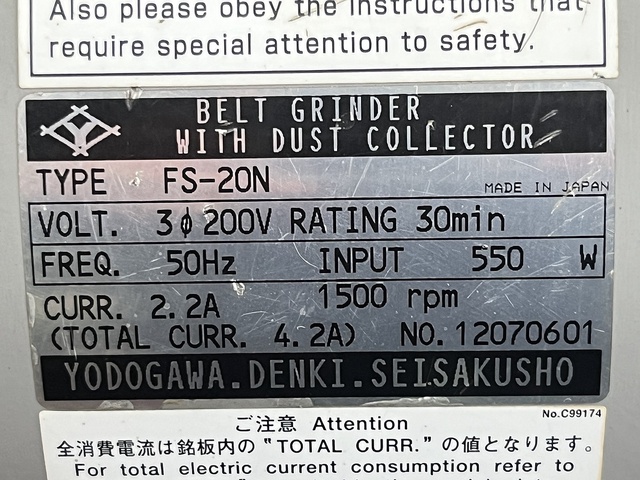 Also please obey the instructions that
require special attention to safety.
BELT GRINDER
WITH DUST COLLECTOR
TYPE FS-20N
MADE IN JAPAN
VOLT. 3ϕ200V RATING 30min
FREQ. 50Hz INPUT 550 W
CURR. 2.2A 1500 rpm
(TOTAL CURR. 4.2A) NO.12070601
YODOGAWA.DENKI.SEISAKUSHO
No.C99174
ご注意 Attention
全消費電流は銘板内の〝TOTAL CURR.〟の値となります。
For total electric current consumption refer to